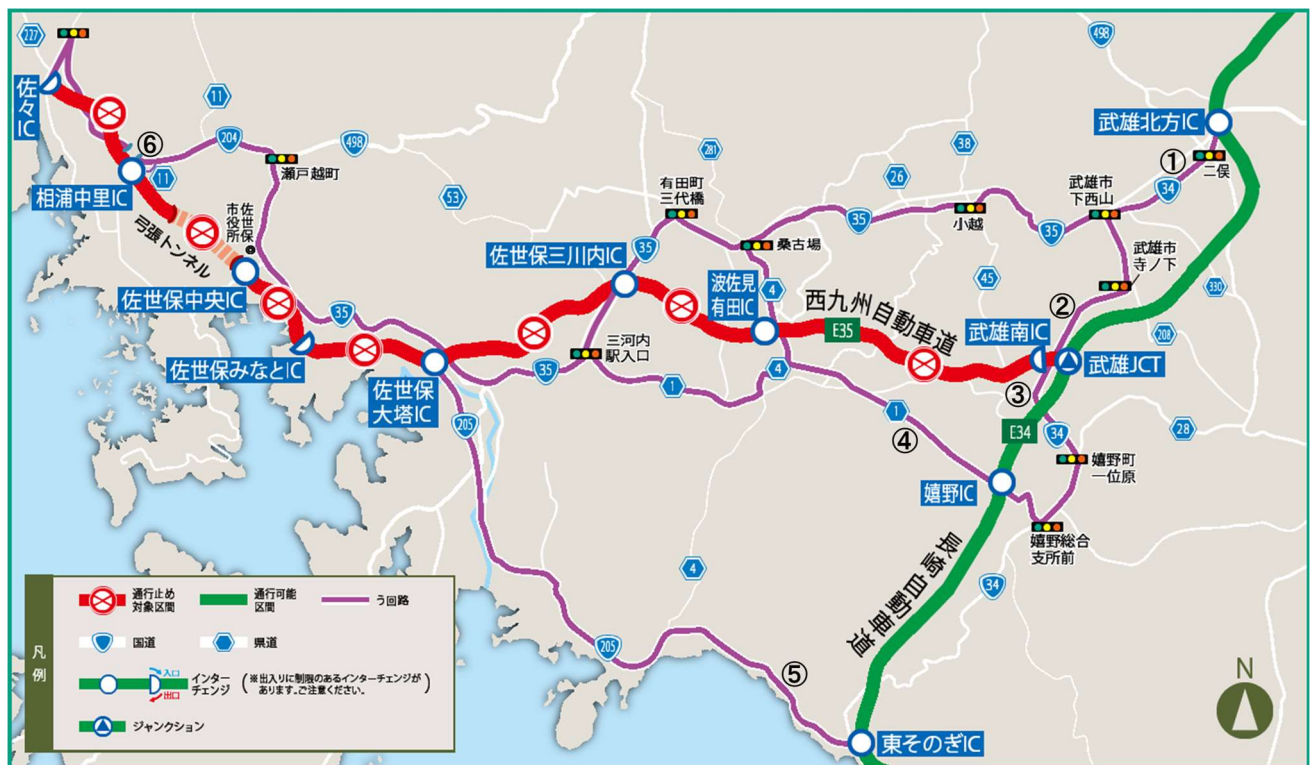 227
佐々
IC
⑥
11
204
498
瀬戸越町
相浦中里IC
11
53
弓張トンネル
佐世保
市役所
佐世保中央IC
35
佐世保みなとIC
佐世保
大塔IC
205
35
三河内
駅入口
佐世保三川内IC
35
有田町
三代橋
281
桑古場
4
波佐見
有田IC
西九州自動車道
E35
35
26
38
小越
45
35
武雄市
下西山
34
①
二俣
武雄北方IC
498
武雄市
寺ノ下
330
②
208
武雄南IC
武雄JCT
③
E34
34
28
嬉野町
一位原
1
4
1
④
嬉野IC
嬉野総合
支所前
34
長崎自動車道
4
205
⑤
東そのぎIC
N
凡例
通行止め
対象区間
通行可能
区間
う回路
国道
県道
インター
チェンジ
入口
出口
(※出入りに制限のあるインターチェンジが
あります。ご注意ください。)
ジャンクション